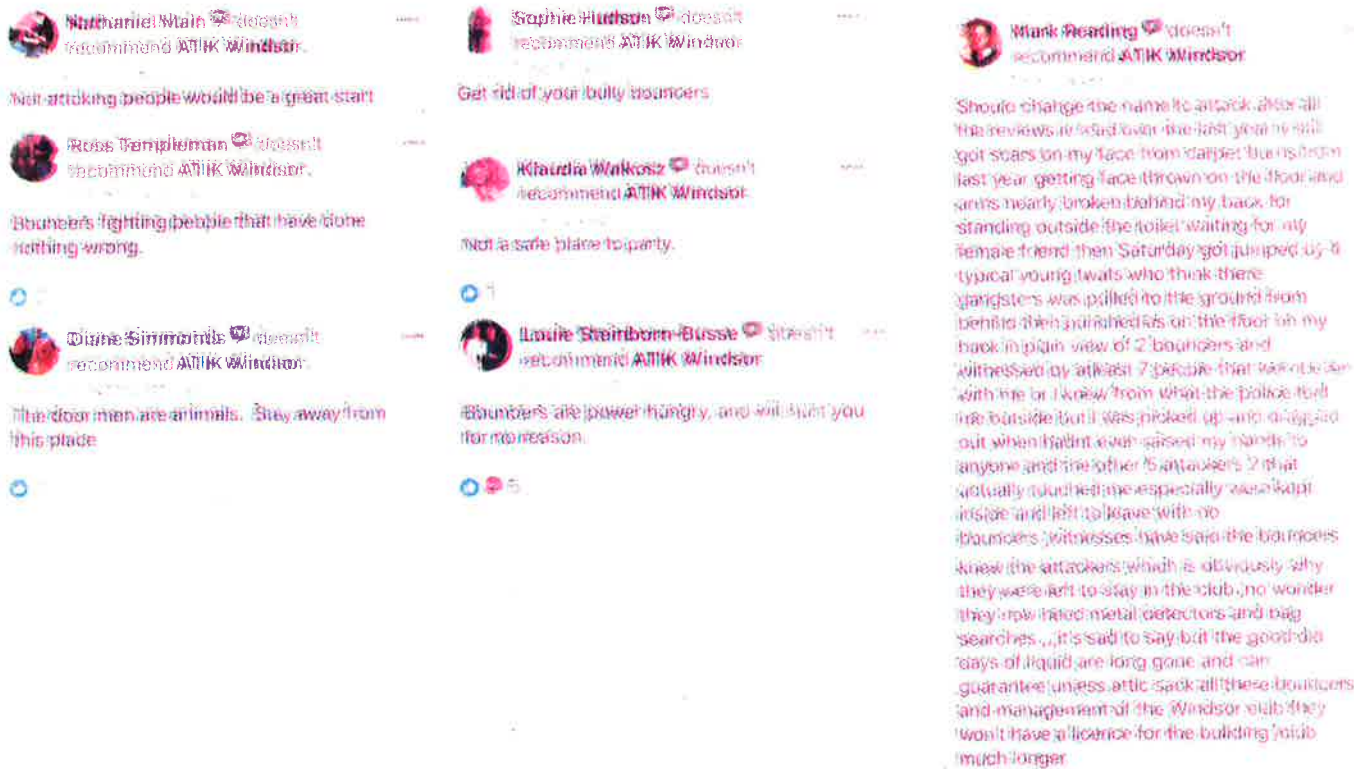 Nathaniel Main doesn't
recommend ATIK Windsor.
Not attcking people would be a great start
Ross Templeman doesn't
recommend ATIK Windsor.
Bouncers fighting people that have done
nothing wrong.
Diane Simmonds doesn't
recommend ATIK Windsor.
The door men are animals. Stay away from
this place
Sophie Hudson doesn't
recommend ATIK Windsor
Get rid of your bully bouncers
Klaudia Walkosz doesn't
recommend ATIK Windsor
Not a safe place to party.
1
Louie Steinborn-Busse doesn't
recommend ATIK Windsor
Bouncers are power hungry, and will hurt you
for no reason.
6
Mark Reading doesn't
recommend ATIK Windsor
Should change the name to attack after all
the reviews iv read over the last year iv still
got scars on my face from carpet burns from
last year getting face thrown on the floor and
arms nearly broken behind my back for
standing outside the toilet waiting for my
female friend then Saturday got jumped by
typical young twats who think there
gangsters was pulled to the ground from
behind then punished as on the floor on my
back in plain view of 2 bouncers and
witnessed by atleast 7 people that
with me or I knew from what the police told
me outside but I was picked up and dragged
out when hadnt even raised my hands to
anyone and the other 5 attackers 2 that
actually touched me especially were kept
inside and left to leave with no
bouncers ,witnesses have said the bouncers
knew the attackers which is obviously why
they were left to stay in the club ,no wonder
they now need metal detectors and bag
searches ,, it's sad to say but the good old
days of liquid are long gone and can
guarantee unless attic sack all these bouncers
and management of the Windsor club they
won't have a licence for the building /club
much longer